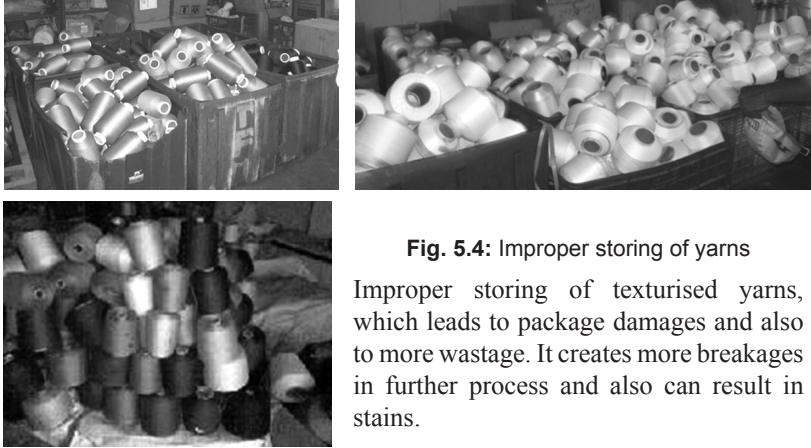 Fig. 5.4: Improper storing of yarns
Improper storing of texturised yarns,
which leads to package damages and also
to more wastage. It creates more breakages
in further process and also can result in
stains.